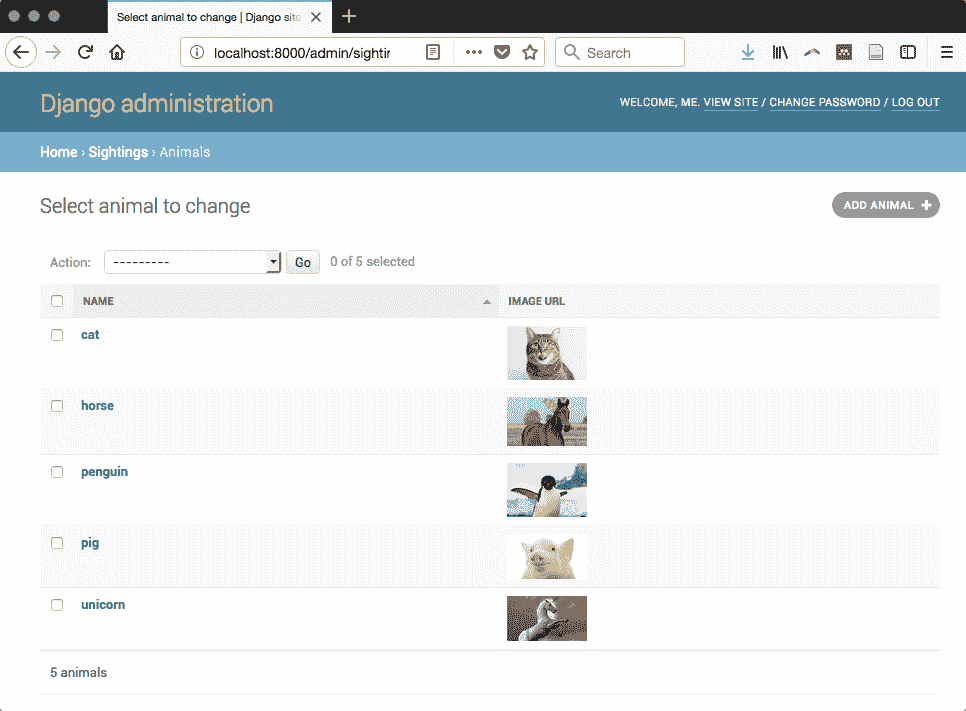 Select animal to change | Django site
localhost:8000/admin/sightin
Search
Django administration
WELCOME, ME. VIEW SITE / CHANGE PASSWORD / LOG OUT
Home › Sightings › Animals
Select animal to change
ADD ANIMAL +
Action: --------- Go 0 of 5 selected
NAME IMAGE URL
cat
horse
penguin
pig
unicorn
5 animals